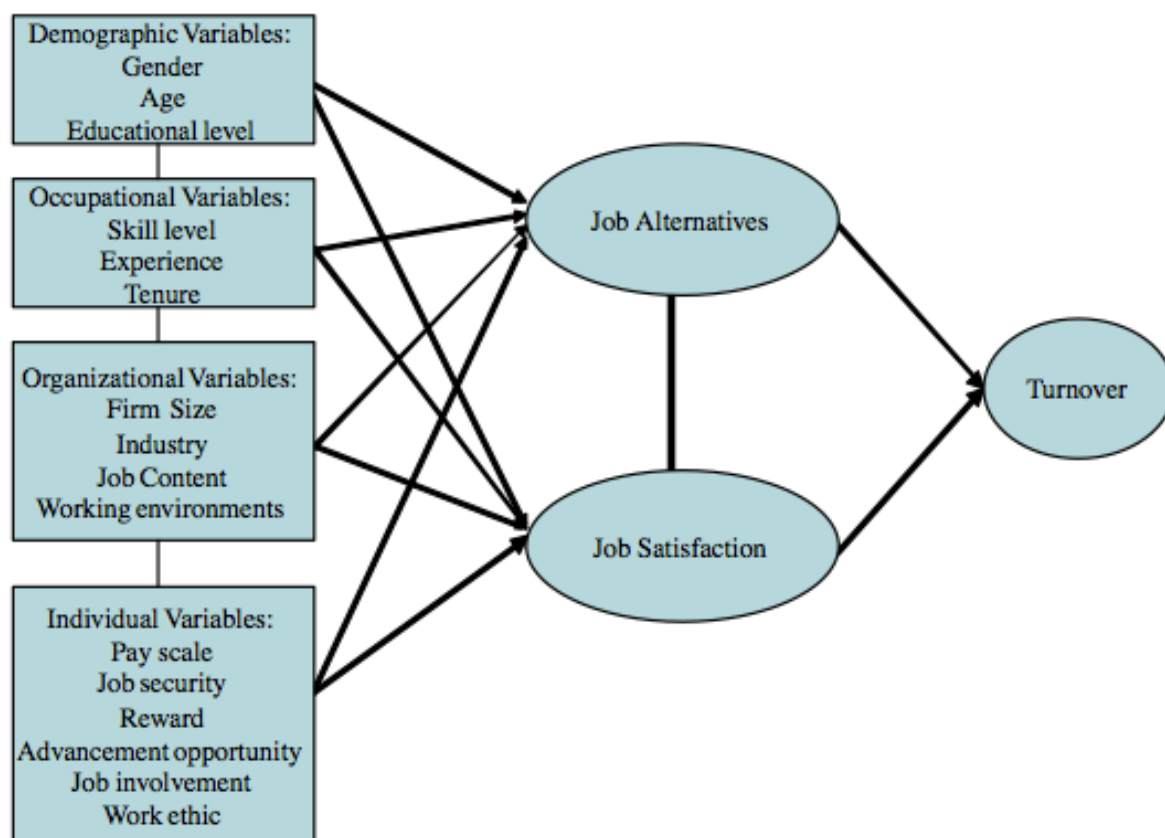 Demographic Variables:
Gender
Age
Educational level
Occupational Variables:
Skill level
Experience
Tenure
Organizational Variables:
Firm Size
Industry
Job Content
Working environments
Individual Variables:
Pay scale
Job security
Reward
Advancement opportunity
Job involvement
Work ethic
Job Alternatives
Job Satisfaction
Turnover